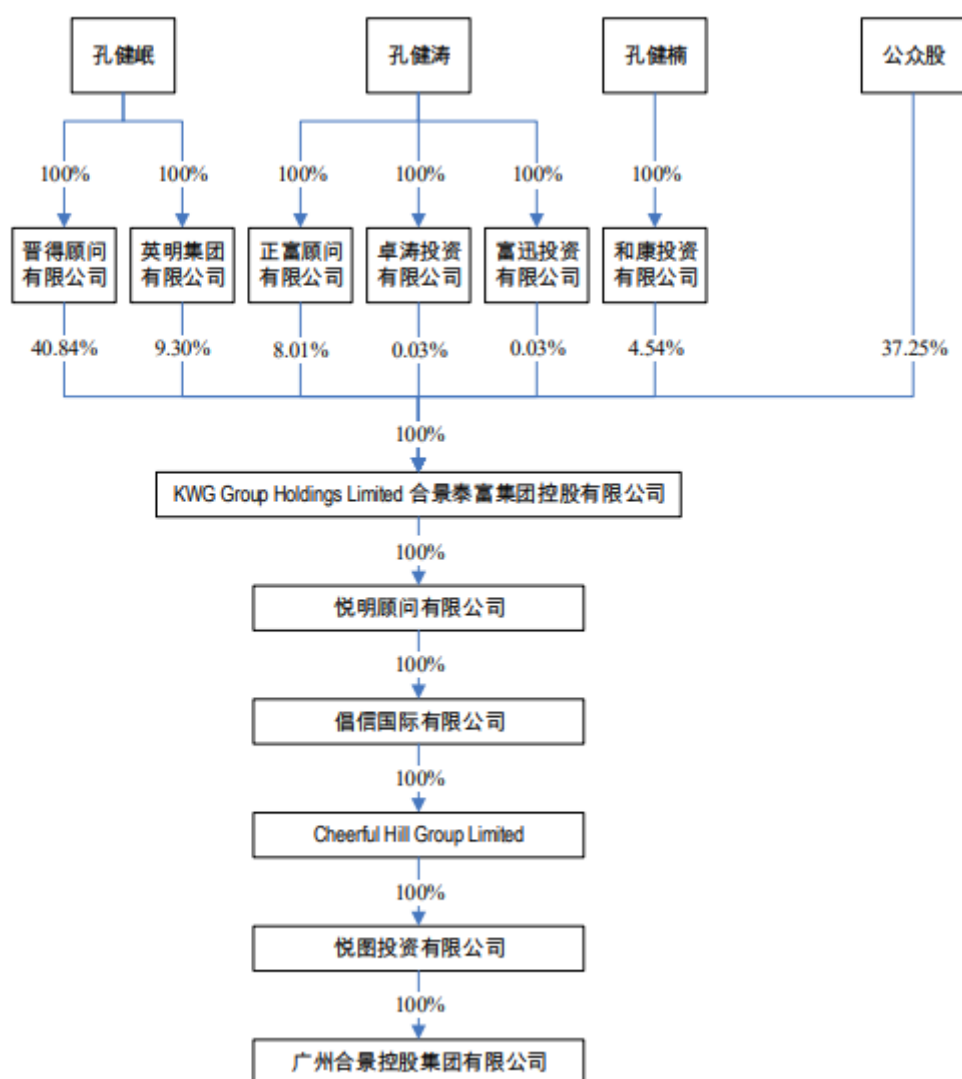 孔健岷
孔健涛
孔健楠
公众股
100%
100%
100%
100%
100%
100%
晋得顾问
有限公司
英明集团
有限公司
正富顾问
有限公司
卓涛投资
有限公司
富迅投资
有限公司
和康投资
有限公司
40.84%
9.30%
8.01%
0.03%
0.03%
4.54%
37.25%
100%
KWG Group Holdings Limited 合景泰富集团控股有限公司
100%
悦明顾问有限公司
100%
倡信国际有限公司
100%
Cheerful Hill Group Limited
100%
悦图投资有限公司
100%
广州合景控股集团有限公司